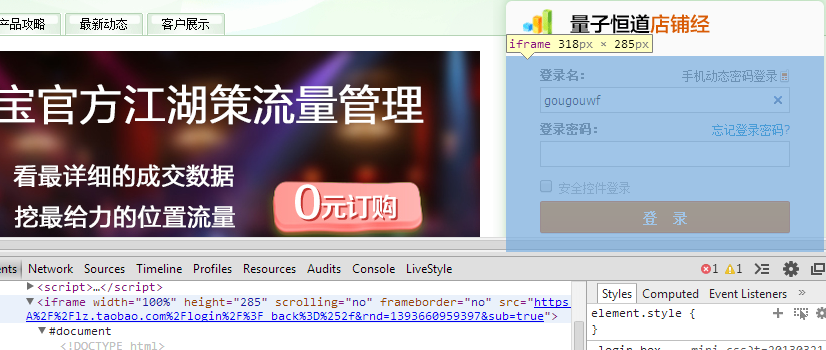 产品攻略 最新动态 客户展示
量子恒道店铺经
iframe 318px × 285px
登录名： 手机动态密码登录
gougouwf ×
登录密码： 忘记登录密码?
安全控件登录
登 录
宝官方江湖策流量管理
看最详细的成交数据
挖最给力的位置流量
0元订购
ents Network Sources Timeline Profiles Resources Audits Console LiveStyle 1 1
<script>…</script>
<iframe width="100%" height="285" scrolling="no" frameborder="no" src="https
A%2F%2Flz.taobao.com%2Flogin%2F%3F_back%3D%252f&rnd=1393660959397&sub=true">
#document
<!DOCTYPE html>
Styles Computed Event Listeners »
element.style {
}